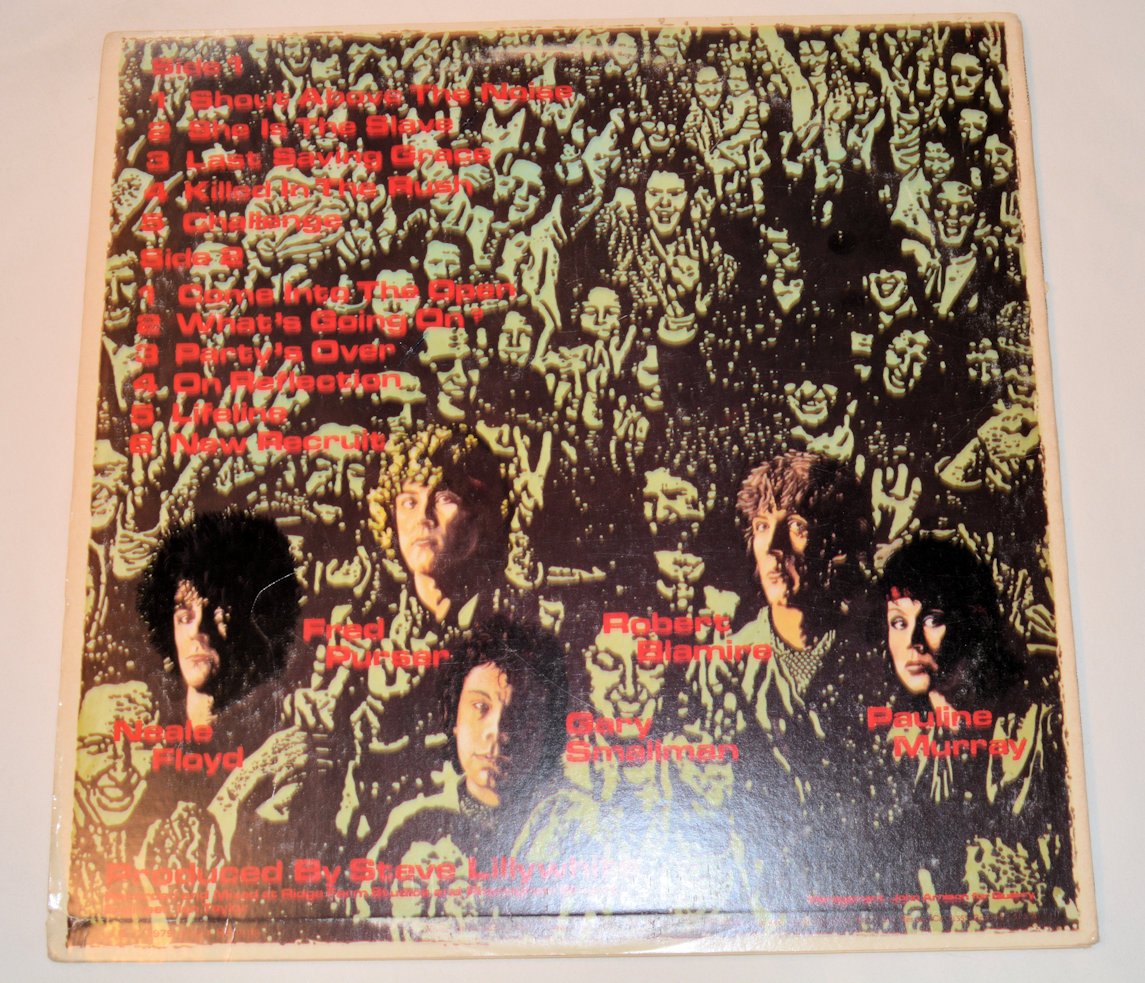 Side 1
1 Shout Above The Noise
2 She Is The Slave
3 Last Saving Grace
4 Killed In The Rush
5 Challenge
Side 2
1 Come Into The Open
2 What's Going On*
3 Party's Over
4 On Reflection
5 Lifeline
6 New Recruit
Fred
Purser
Robert
Blamire
Neale
Floyd
Gary
Smallman
Pauline
Murray
Produced By Steve Lillywhite